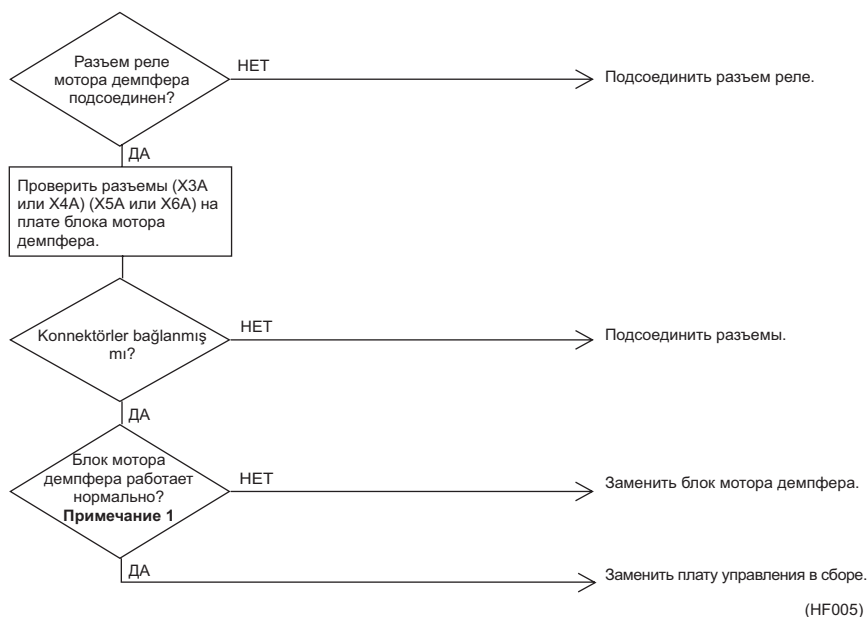 Разъем реле
мотора демпфера
подсоединен?
НЕТ
Подсоединить разъем реле.
ДА
Проверить разъемы (X3A
или X4A) (X5A или X6A) на
плате блока мотора
демпфера.
Konnektörler bağlanmış
mı?
НЕТ
Подсоединить разъемы.
ДА
Блок мотора
демпфера работает
нормально?
Примечание 1
НЕТ
Заменить блок мотора демпфера.
ДА
Заменить плату управления в сборе.
(HF005)